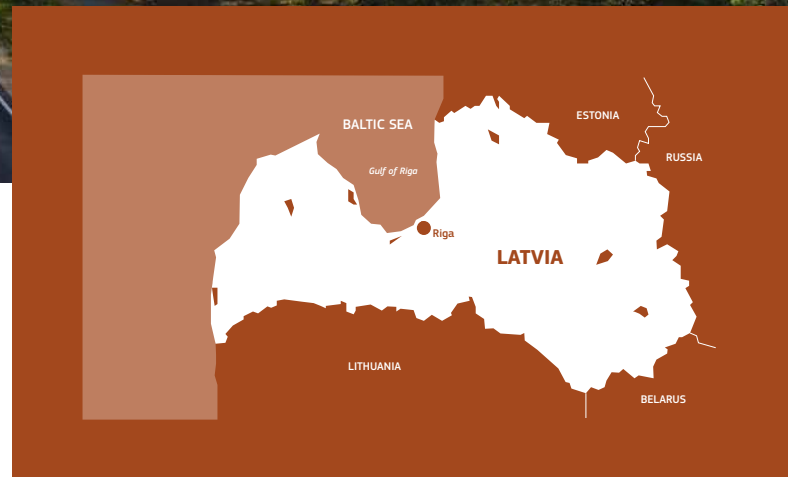 ESTONIA
BALTIC SEA
RUSSIA
Gulf of Riga
Riga
LATVIA
LITHUANIA
BELARUS